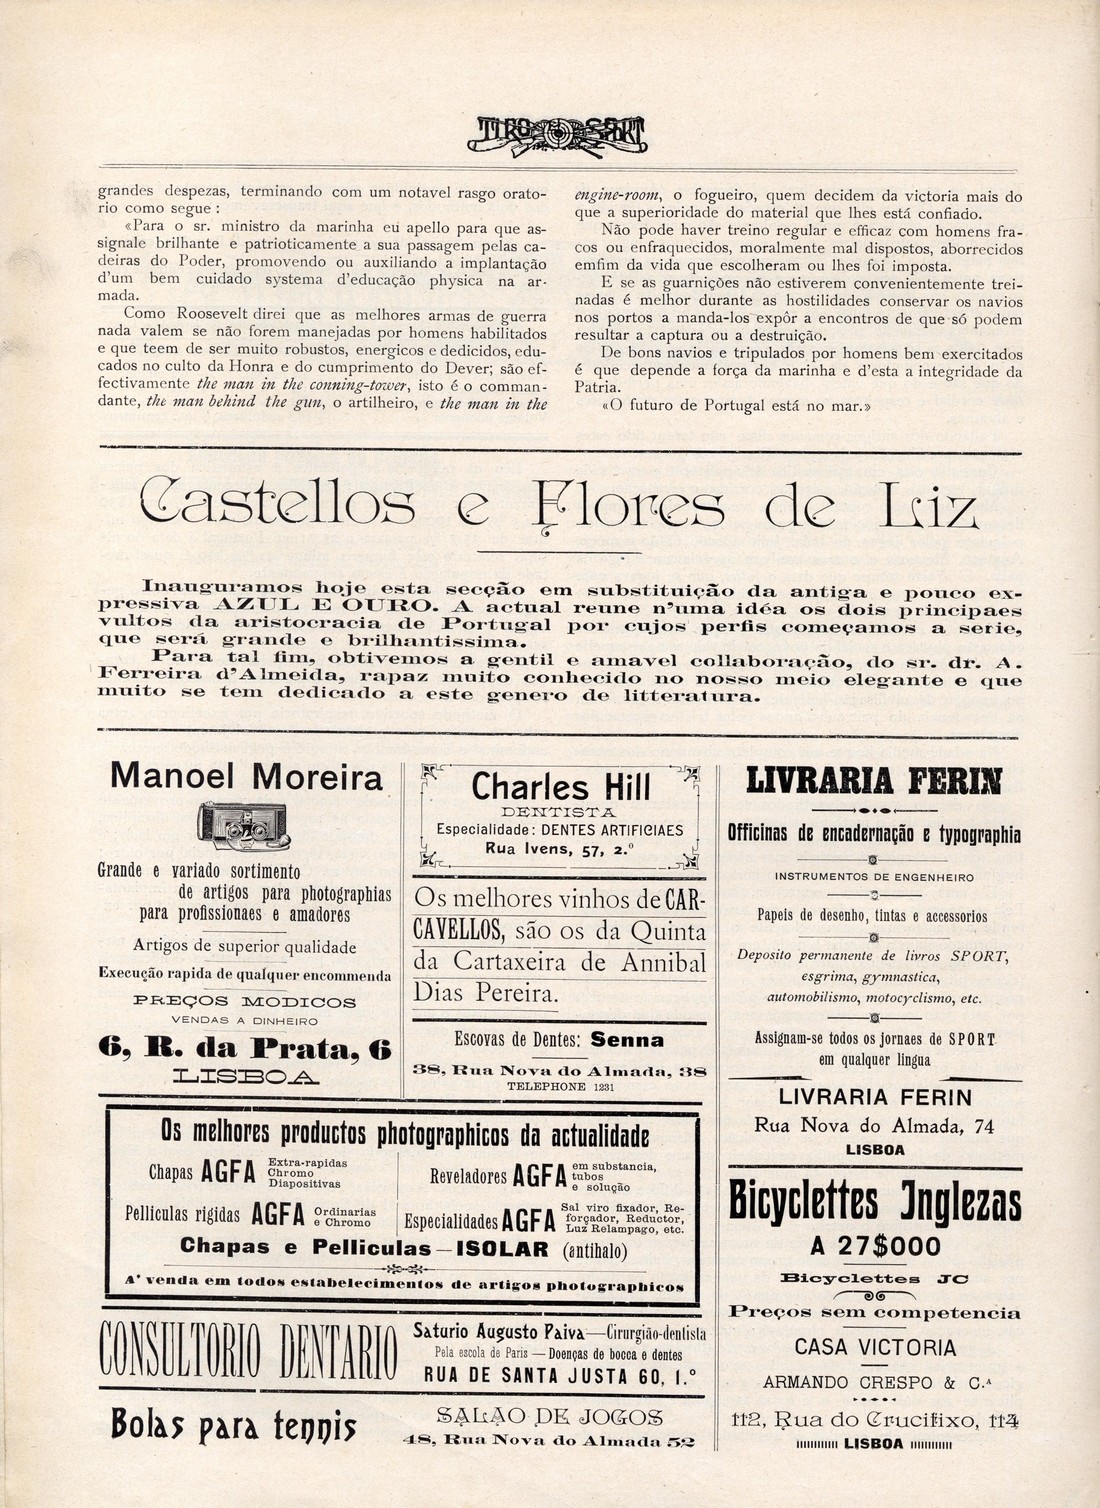 TIRO SPORT
grandes despezas, terminando com um notavel rasgo orato-
rio como segue :
«Para o sr. ministro da marinha eu apello para que as-
signale brilhante e patrioticamente a sua passagem pelas ca-
deiras do Poder, promovendo ou auxiliando a implantação
d'um bem cuidado systema d'educação physica na ar-
mada.
Como Roosevelt direi que as melhores armas de guerra
nada valem se não forem manejadas por homens habilitados
e que teem de ser muito robustos, energicos e dedicidos, edu-
cados no culto da Honra e do cumprimento do Dever; são ef-
fectivamente the man in the conning-tower, isto é o comman-
dante, the man behind the gun, o artilheiro, e the man in the
engine-room, o fogueiro, quem decidem da victoria mais do
que a superioridade do material que lhes está confiado.
Não pode haver treino regular e efficaz com homens fra-
cos ou enfraquecidos, moralmente mal dispostos, aborrecidos
emfim da vida que escolheram ou lhes foi imposta.
E se as guarnições não estiverem convenientemente trei-
nadas é melhor durante as hostilidades conservar os navios
nos portos a manda-los expôr a encontros de que só podem
resultar a captura ou a destruição.
De bons navios e tripulados por homens bem exercitados
é que depende a força da marinha e d'esta a integridade da
Patria.
«O futuro de Portugal está no mar.»
Castellos e Flores de Liz
Inauguramos hoje esta secção em substituição da antiga e pouco ex-
pressiva AZUL E OURO. A actual reune n'uma idéa os dois principaes
vultos da aristocracia de Portugal por cujos perfis começamos a serie,
que será grande e brilhantissima.
Para tal fim, obtivemos a gentil e amavel collaboração, do sr. dr. A.
Ferreira d'Almeida, rapaz muito conhecido no nosso meio elegante e que
muito se tem dedicado a este genero de litteratura.
Manoel Moreira
Grande e variado sortimento
de artigos para photographias
para profissionaes e amadores
Artigos de superior qualidade
Execução rapida de qualquer encommenda
PREÇOS MODICOS
VENDAS A DINHEIRO
6, R. da Prata, 6
LISBOA
Charles Hill
DENTISTA
Especialidade: DENTES ARTIFICIAES
Rua Ivens, 57, 2.º
Os melhores vinhos de CAR-
CAVELLOS, são os da Quinta
da Cartaxeira de Annibal
Dias Pereira.
Escovas de Dentes: Senna
38, Rua Nova do Almada, 38
TELEPHONE 1231
Os melhores productos photographicos da actualidade
Chapas AGFA Extra-rapidas
Chromo
Diapositivas
Reveladores AGFA em substancia,
tubos
e solução
Pelliculas rigidas AGFA Ordinarias
e Chromo
Especialidades AGFA Sal viro fixador, Re-
forçador, Reductor,
Luz Relampago, etc.
Chapas e Pelliculas—ISOLAR (antihalo)
A' venda em todos estabelecimentos de artigos photographicos
CONSULTORIO DENTARIO
Saturio Augusto Paiva—Cirurgião-dentista
Pela escola de Paris — Doenças de bocca e dentes
RUA DE SANTA JUSTA 60, 1.º
Bolas para tennis
SALAO DE JOGOS
48, Rua Nova do Almada 52
LIVRARIA FERIN
Officinas de encadernação e typographia
INSTRUMENTOS DE ENGENHEIRO
Papeis de desenho, tintas e accessorios
Deposito permanente de livros SPORT,
esgrima, gymnastica,
automobilismo, motocyclismo, etc.
Assignam-se todos os jornaes de SPORT
em qualquer lingua
LIVRARIA FERIN
Rua Nova do Almada, 74
LISBOA
Bicyclettes Inglezas
A 27$000
Bicyclettes JC
Preços sem competencia
CASA VICTORIA
ARMANDO CRESPO & C.ª
112, Rua do Crucifixo, 114
LISBOA